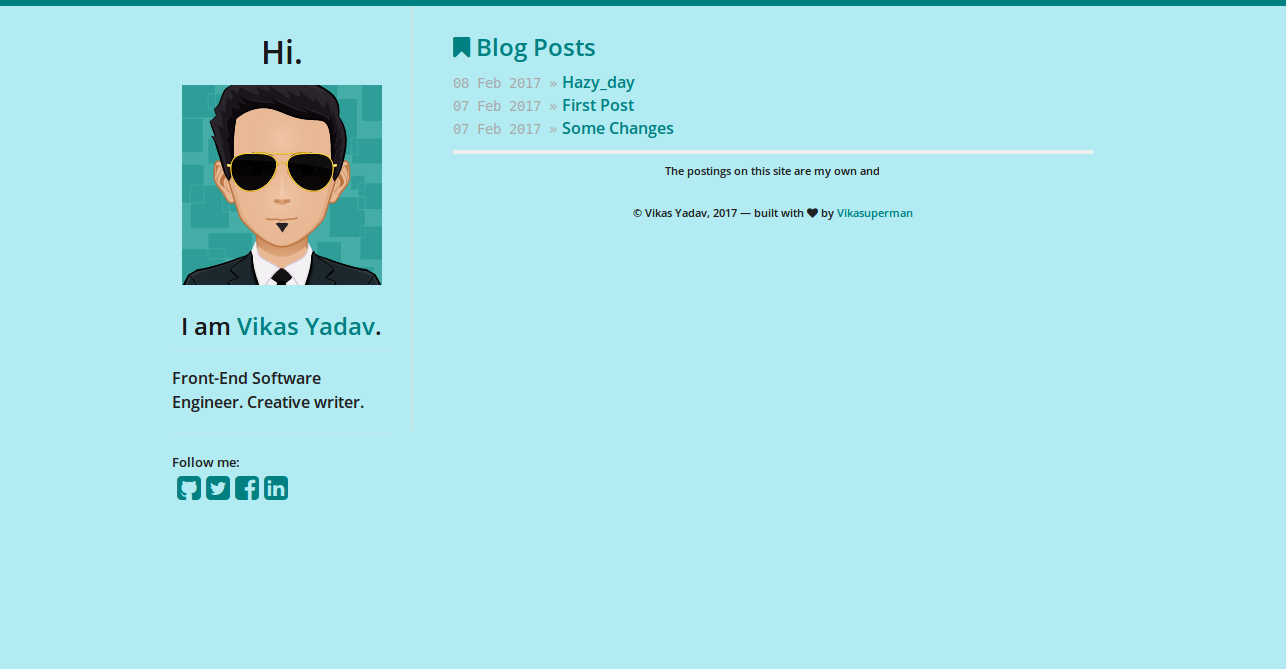 Hi.
I am Vikas Yadav.
Front-End Software
Engineer. Creative writer.
Follow me:
Blog Posts
08 Feb 2017 » Hazy_day
07 Feb 2017 » First Post
07 Feb 2017 » Some Changes
The postings on this site are my own and
© Vikas Yadav, 2017 — built with ♥ by Vikasuperman